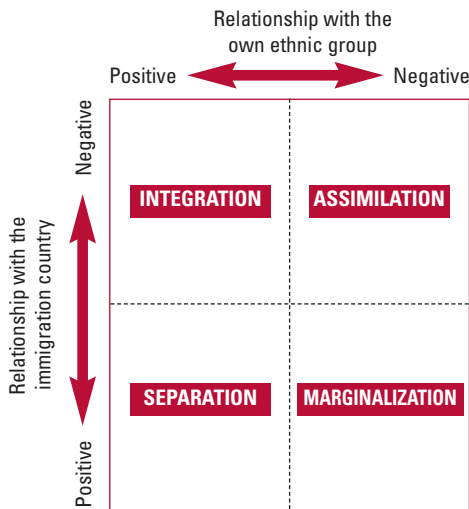 Relationship with the
own ethnic group
Positive
Negative
Negative
Relationship with the
immigration country
Positive
INTEGRATION
ASSIMILATION
SEPARATION
MARGINALIZATION